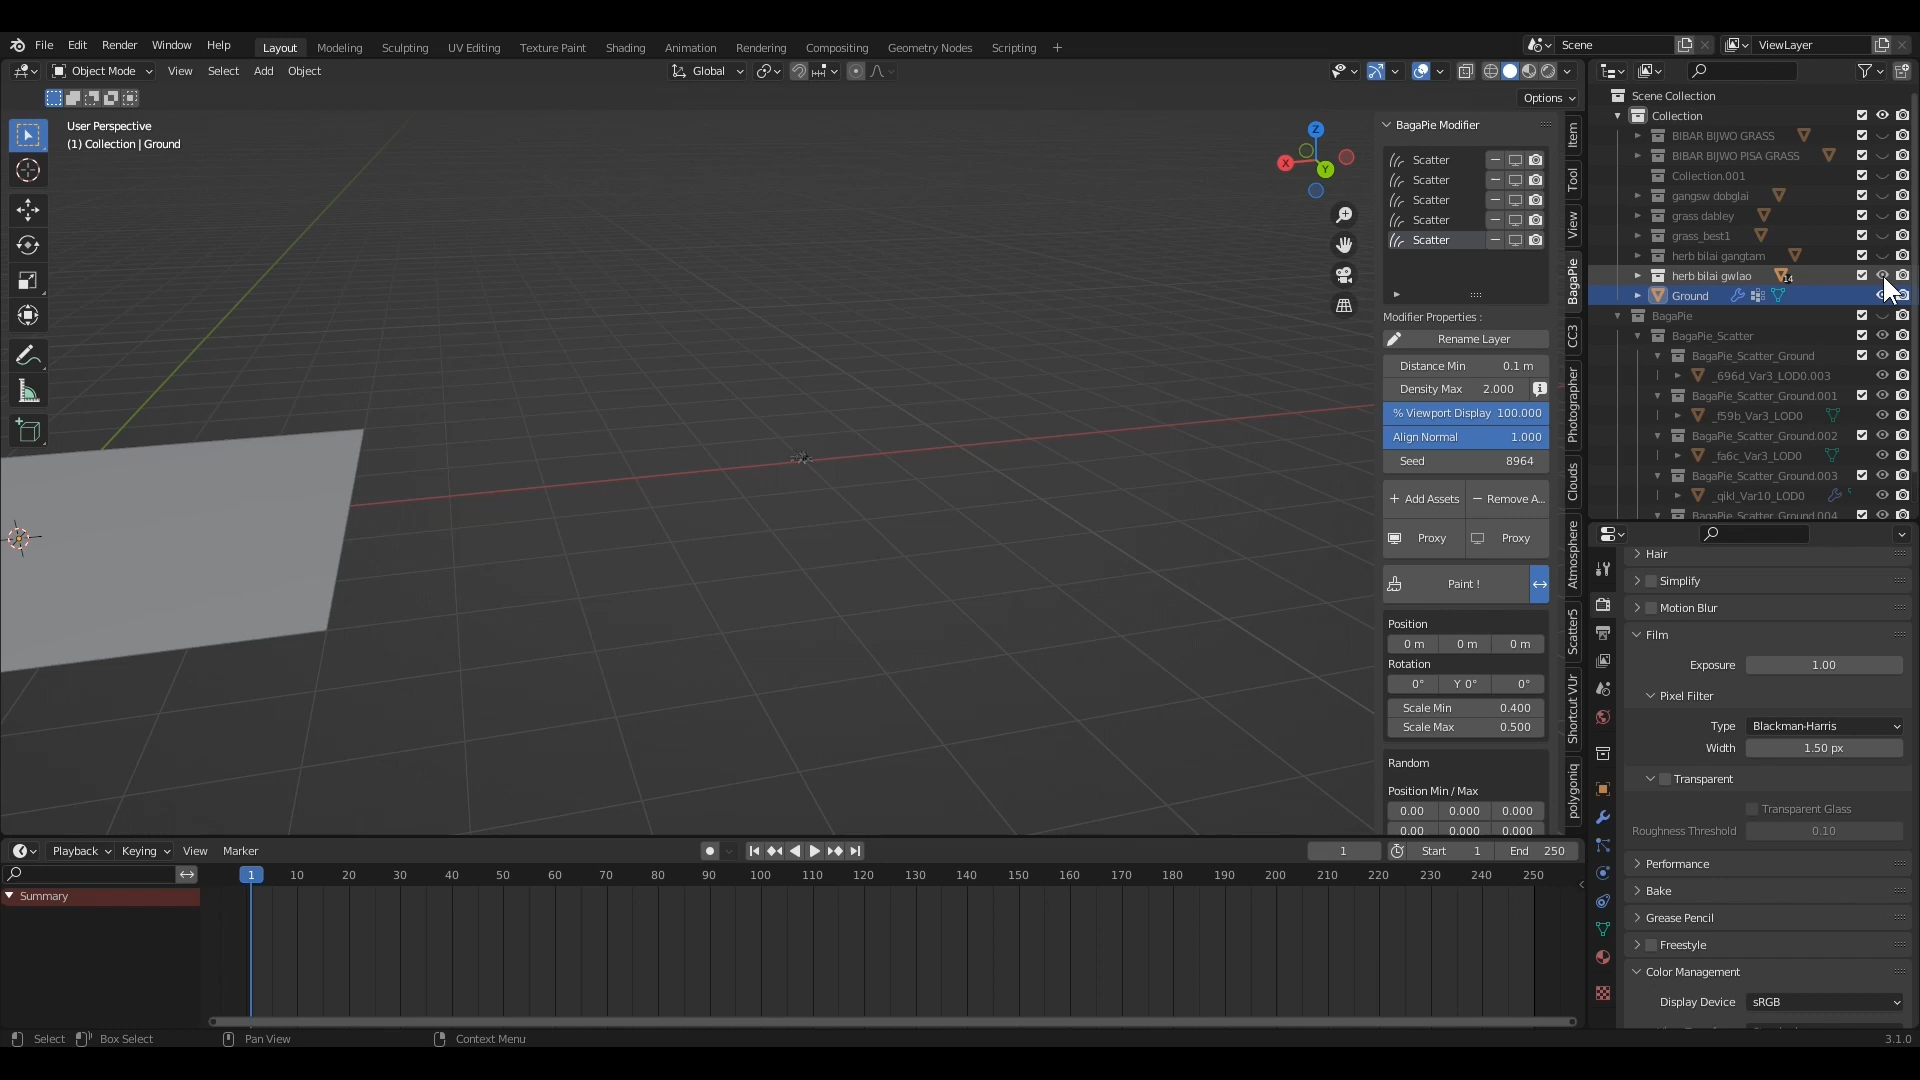 File Edit Render Window Help Layout Modeling Sculpting UV Editing Texture Paint Shading Animation Rendering Compositing Geometry Nodes Scripting + Scene ViewLayer
Object Mode View Select Add Object Global
Options
User Perspective
(1) Collection | Ground
Z
X
Y
BagaPie Modifier
Scatter
Scatter
Scatter
Scatter
Scatter
Modifier Properties :
Rename Layer
Distance Min 0.1 m
Density Max 2.000
% Viewport Display 100.000
Align Normal 1.000
Seed 8964
+ Add Assets — Remove A...
Proxy Proxy
Paint !
Position
0 m 0 m 0 m
Rotation
0° Y 0° 0°
Scale Min 0.400
Scale Max 0.500
Random
Position Min / Max
0.00 0.000 0.000
0.00 0.000 0.000
Item
Tool
View
BagaPie
CC3
Photographer
Clouds
Atmosphere
Scatter5
Shortcut VUr
polygoniq
Scene Collection
Collection
BIBAR BIJWO GRASS
BIBAR BIJWO PISA GRASS
Collection.001
gangsw dobglai
grass dabley
grass_best1
herb bilai gangtam
herb bilai gwlao 14
Ground
BagaPie
BagaPie_Scatter
BagaPie_Scatter_Ground
_696d_Var3_LOD0.003
BagaPie_Scatter_Ground.001
_f59b_Var3_LOD0
BagaPie_Scatter_Ground.002
_fa6c_Var3_LOD0
BagaPie_Scatter_Ground.003
_qikl_Var10_LOD0
BagaPie_Scatter_Ground.004
Hair
Simplify
Motion Blur
Film
Exposure 1.00
Pixel Filter
Type Blackman-Harris
Width 1.50 px
Transparent
Transparent Glass
Roughness Threshold 0.10
Performance
Bake
Grease Pencil
Freestyle
Color Management
Display Device sRGB
Playback Keying View Marker 1 Start 1 End 250
1 10 20 30 40 50 60 70 80 90 100 110 120 130 140 150 160 170 180 190 200 210 220 230 240 250
Summary
Select Box Select Pan View Context Menu 3.1.0